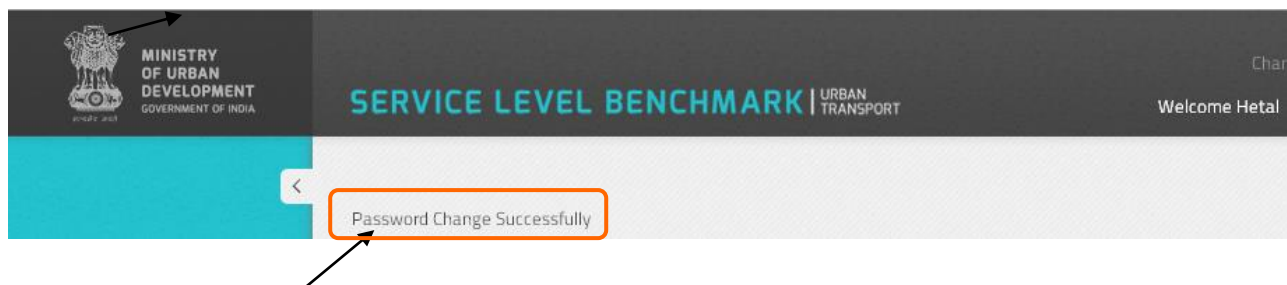 MINISTRY
OF URBAN
DEVELOPMENT
GOVERNMENT OF INDIA
SERVICE LEVEL BENCHMARK | URBAN
TRANSPORT
Welcome Hetal
Password Change Successfully